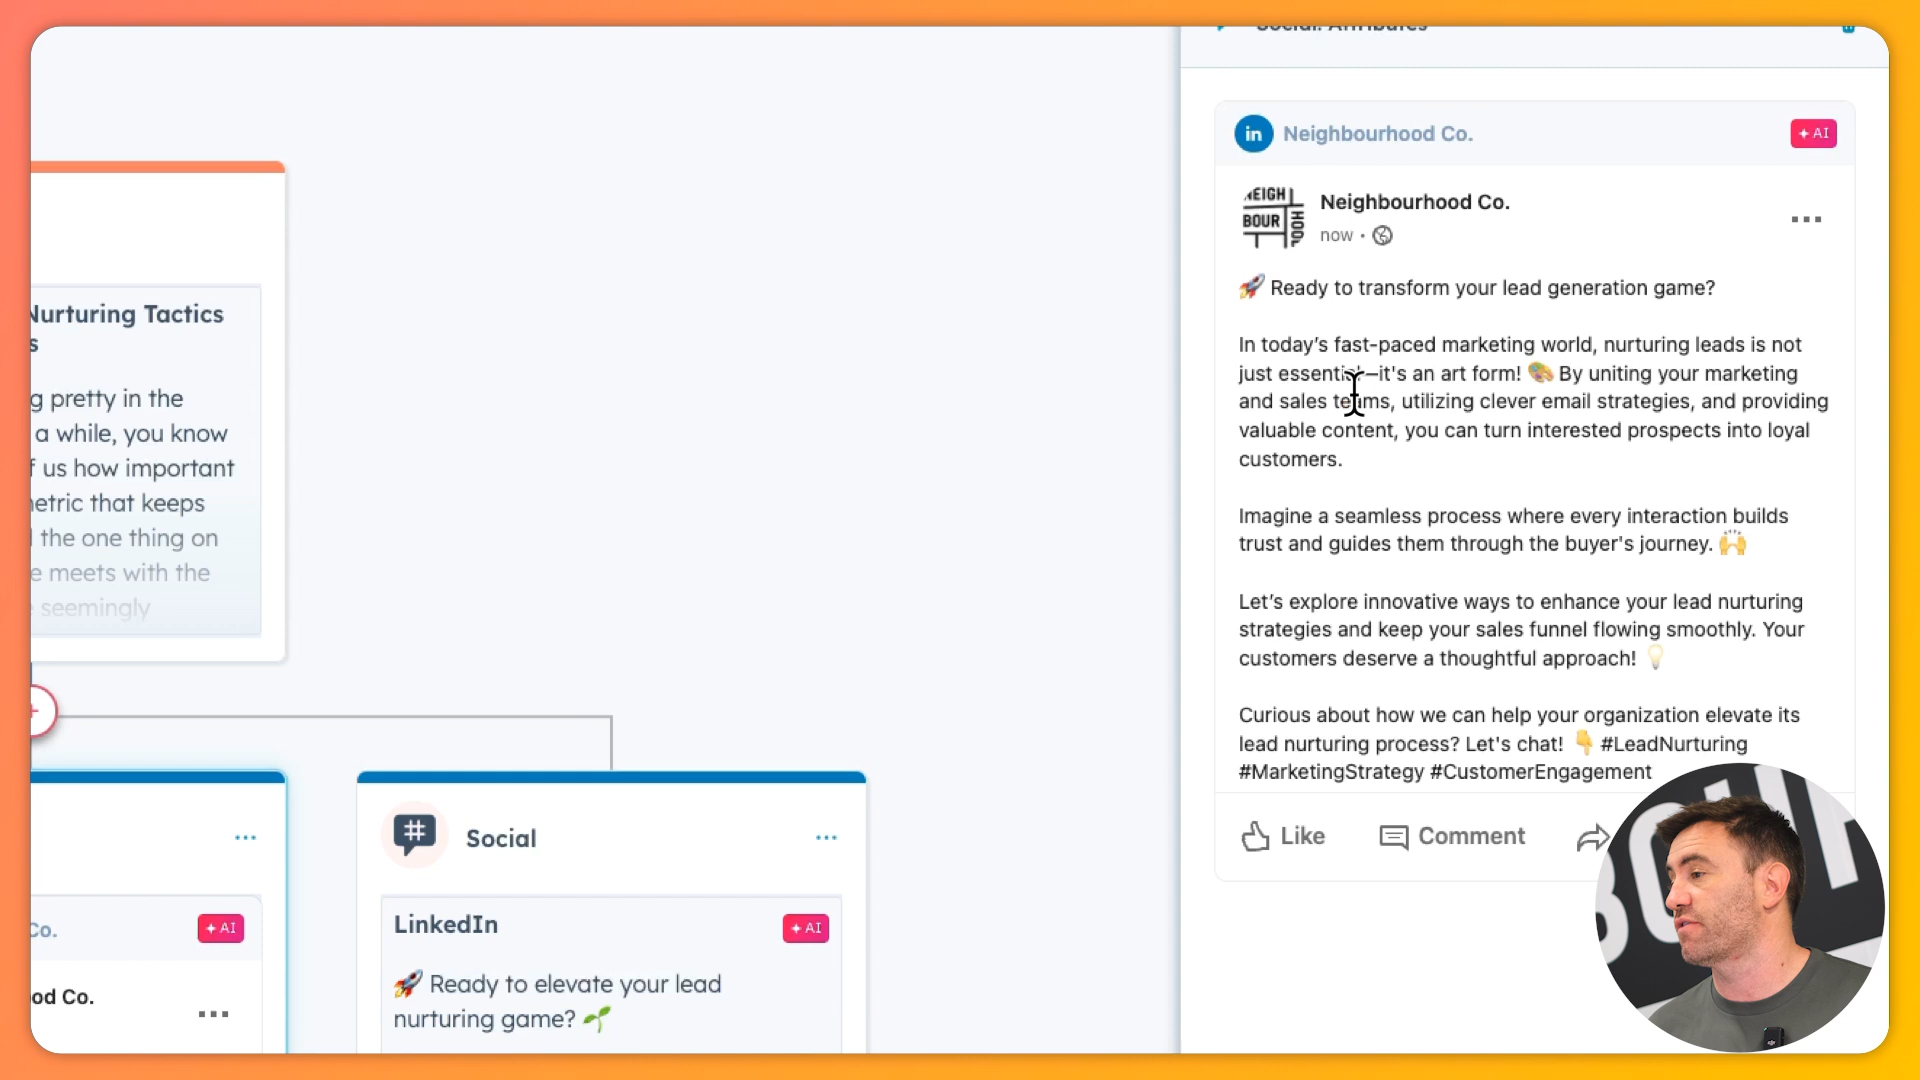 Nurturing Tactics
s
g pretty in the
a while, you know
f us how important
netric that keeps
the one thing on
e meets with the
seemingly
Co.
AI
od Co.
Social
LinkedIn
AI
🚀 Ready to elevate your lead
nurturing game? 🌱
Social: Attributes
in Neighbourhood Co.
AI
NEIGH
BOUR
HOOD
Neighbourhood Co.
now •
🚀 Ready to transform your lead generation game?
In today's fast-paced marketing world, nurturing leads is not
just essential—it's an art form! 🎨 By uniting your marketing
and sales teams, utilizing clever email strategies, and providing
valuable content, you can turn interested prospects into loyal
customers.
Imagine a seamless process where every interaction builds
trust and guides them through the buyer's journey. 🙌
Let's explore innovative ways to enhance your lead nurturing
strategies and keep your sales funnel flowing smoothly. Your
customers deserve a thoughtful approach! 💡
Curious about how we can help your organization elevate its
lead nurturing process? Let's chat! 👇 #LeadNurturing
#MarketingStrategy #CustomerEngagement
Like
Comment